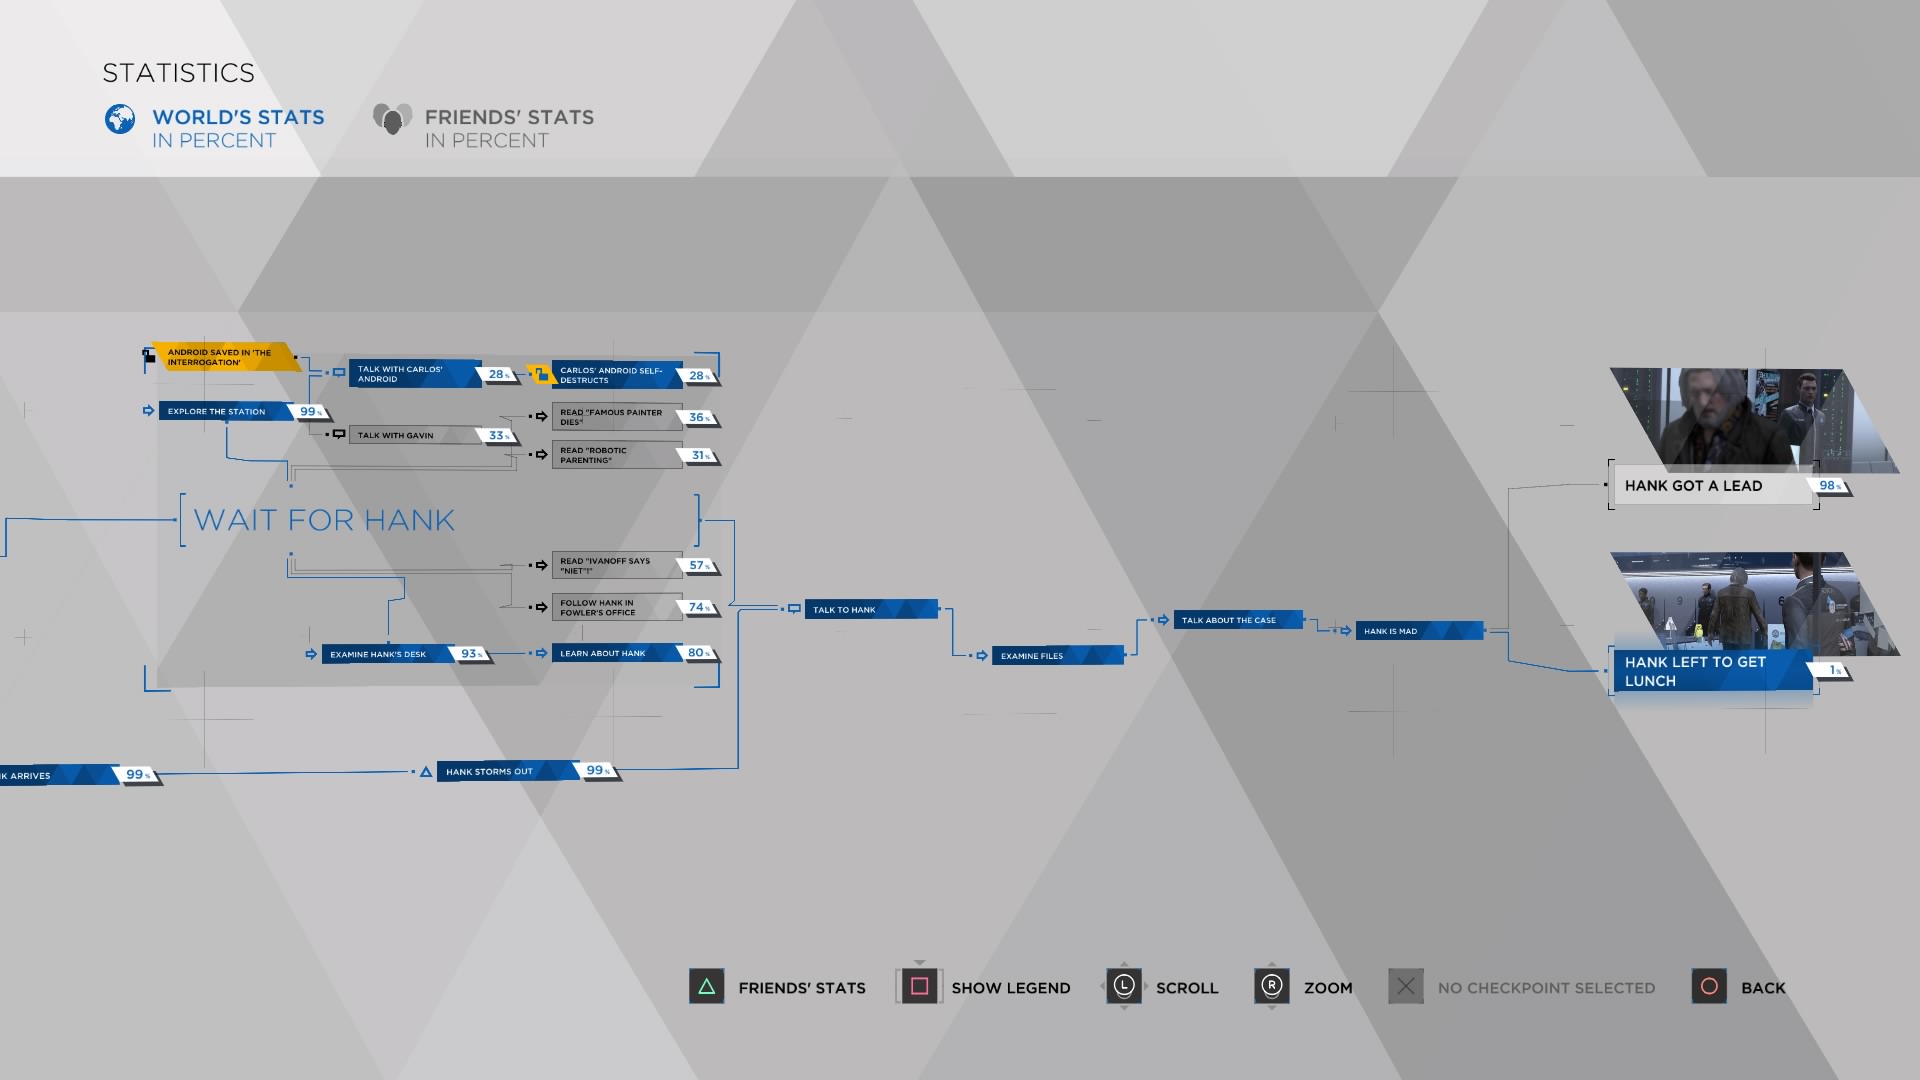 STATISTICS
WORLD'S STATS
IN PERCENT
FRIENDS' STATS
IN PERCENT
ANDROID SAVED IN 'THE
INTERROGATION'
TALK WITH CARLOS'
ANDROID
28%
CARLOS' ANDROID SELF-
DESTRUCTS
28%
EXPLORE THE STATION
99%
READ "FAMOUS PAINTER
DIES"
36%
TALK WITH GAVIN
33%
READ "ROBOTIC
PARENTING"
31%
HANK GOT A LEAD
98%
WAIT FOR HANK
READ "IVANOFF SAYS
"NIET"!"
57%
FOLLOW HANK IN
FOWLER'S OFFICE
74%
TALK TO HANK
TALK ABOUT THE CASE
HANK IS MAD
EXAMINE HANK'S DESK
93%
LEARN ABOUT HANK
80%
EXAMINE FILES
HANK LEFT TO GET
LUNCH
1%
K ARRIVES
99%
HANK STORMS OUT
99%
FRIENDS' STATS
SHOW LEGEND
L
SCROLL
R
ZOOM
NO CHECKPOINT SELECTED
BACK